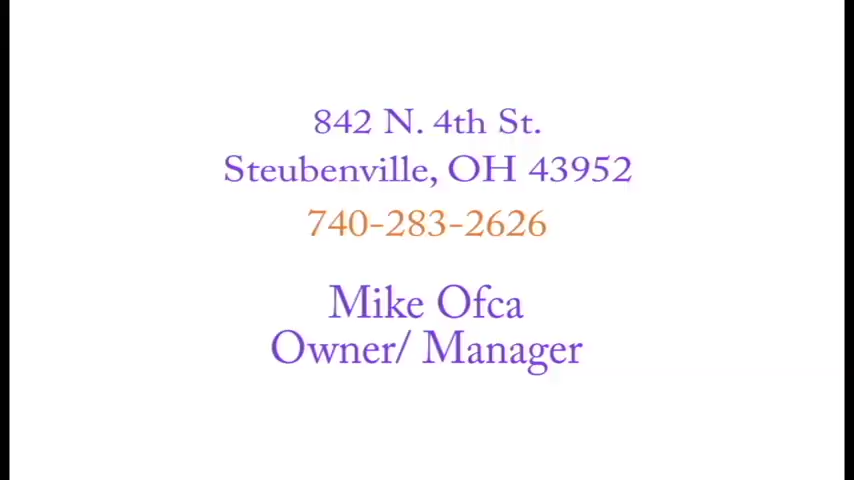 842 N. 4th St.
Steubenville, OH 43952
740-283-2626
Mike Ofca
Owner/ Manager